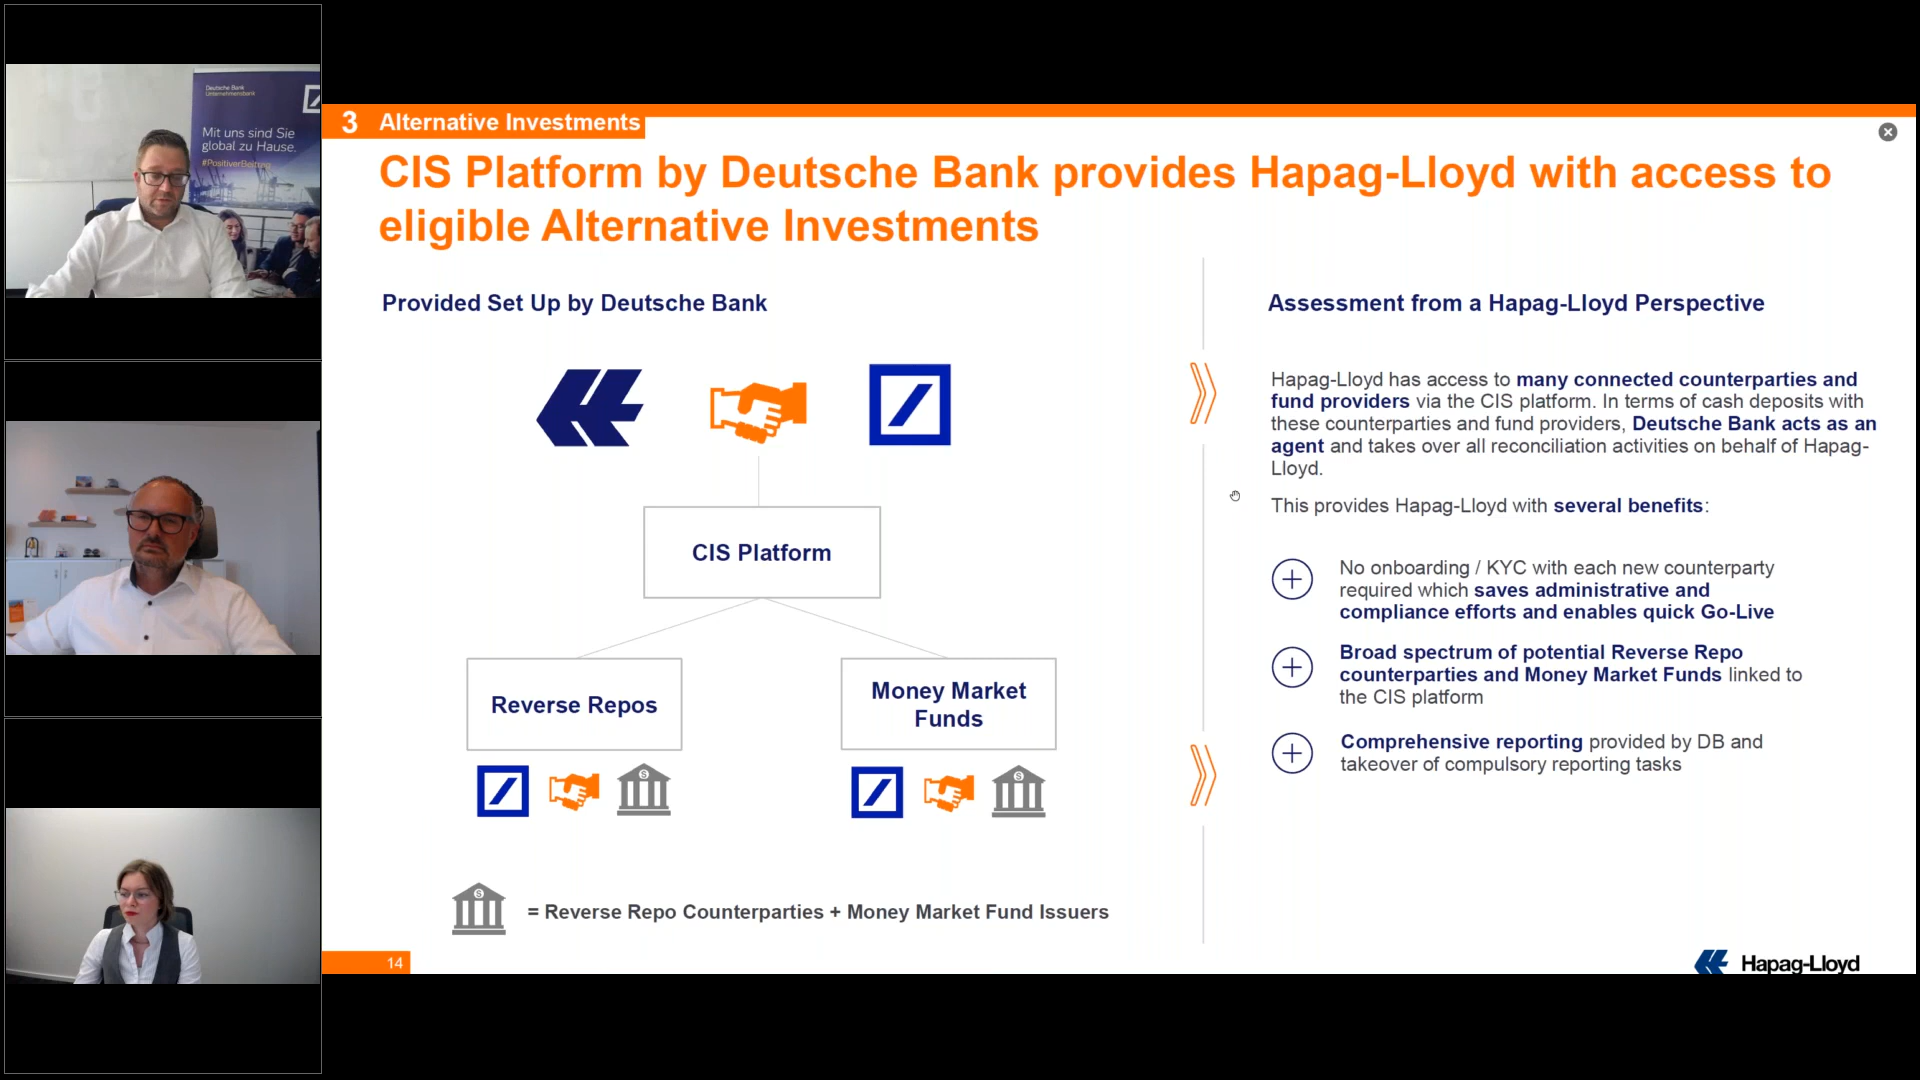 Deutsche Bank
Unternehmensbank
Mit uns sind Sie
global zu Hause.
#PositiverBeitrag
3 Alternative Investments
CIS Platform by Deutsche Bank provides Hapag-Lloyd with access to
eligible Alternative Investments
Provided Set Up by Deutsche Bank
CIS Platform
Reverse Repos
Money Market
Funds
= Reverse Repo Counterparties + Money Market Fund Issuers
Assessment from a Hapag-Lloyd Perspective
Hapag-Lloyd has access to many connected counterparties and
fund providers via the CIS platform. In terms of cash deposits with
these counterparties and fund providers, Deutsche Bank acts as an
agent and takes over all reconciliation activities on behalf of Hapag-
Lloyd.
This provides Hapag-Lloyd with several benefits:
No onboarding / KYC with each new counterparty
required which saves administrative and
compliance efforts and enables quick Go-Live
Broad spectrum of potential Reverse Repo
counterparties and Money Market Funds linked to
the CIS platform
Comprehensive reporting provided by DB and
takeover of compulsory reporting tasks
14
Hapag-Lloyd